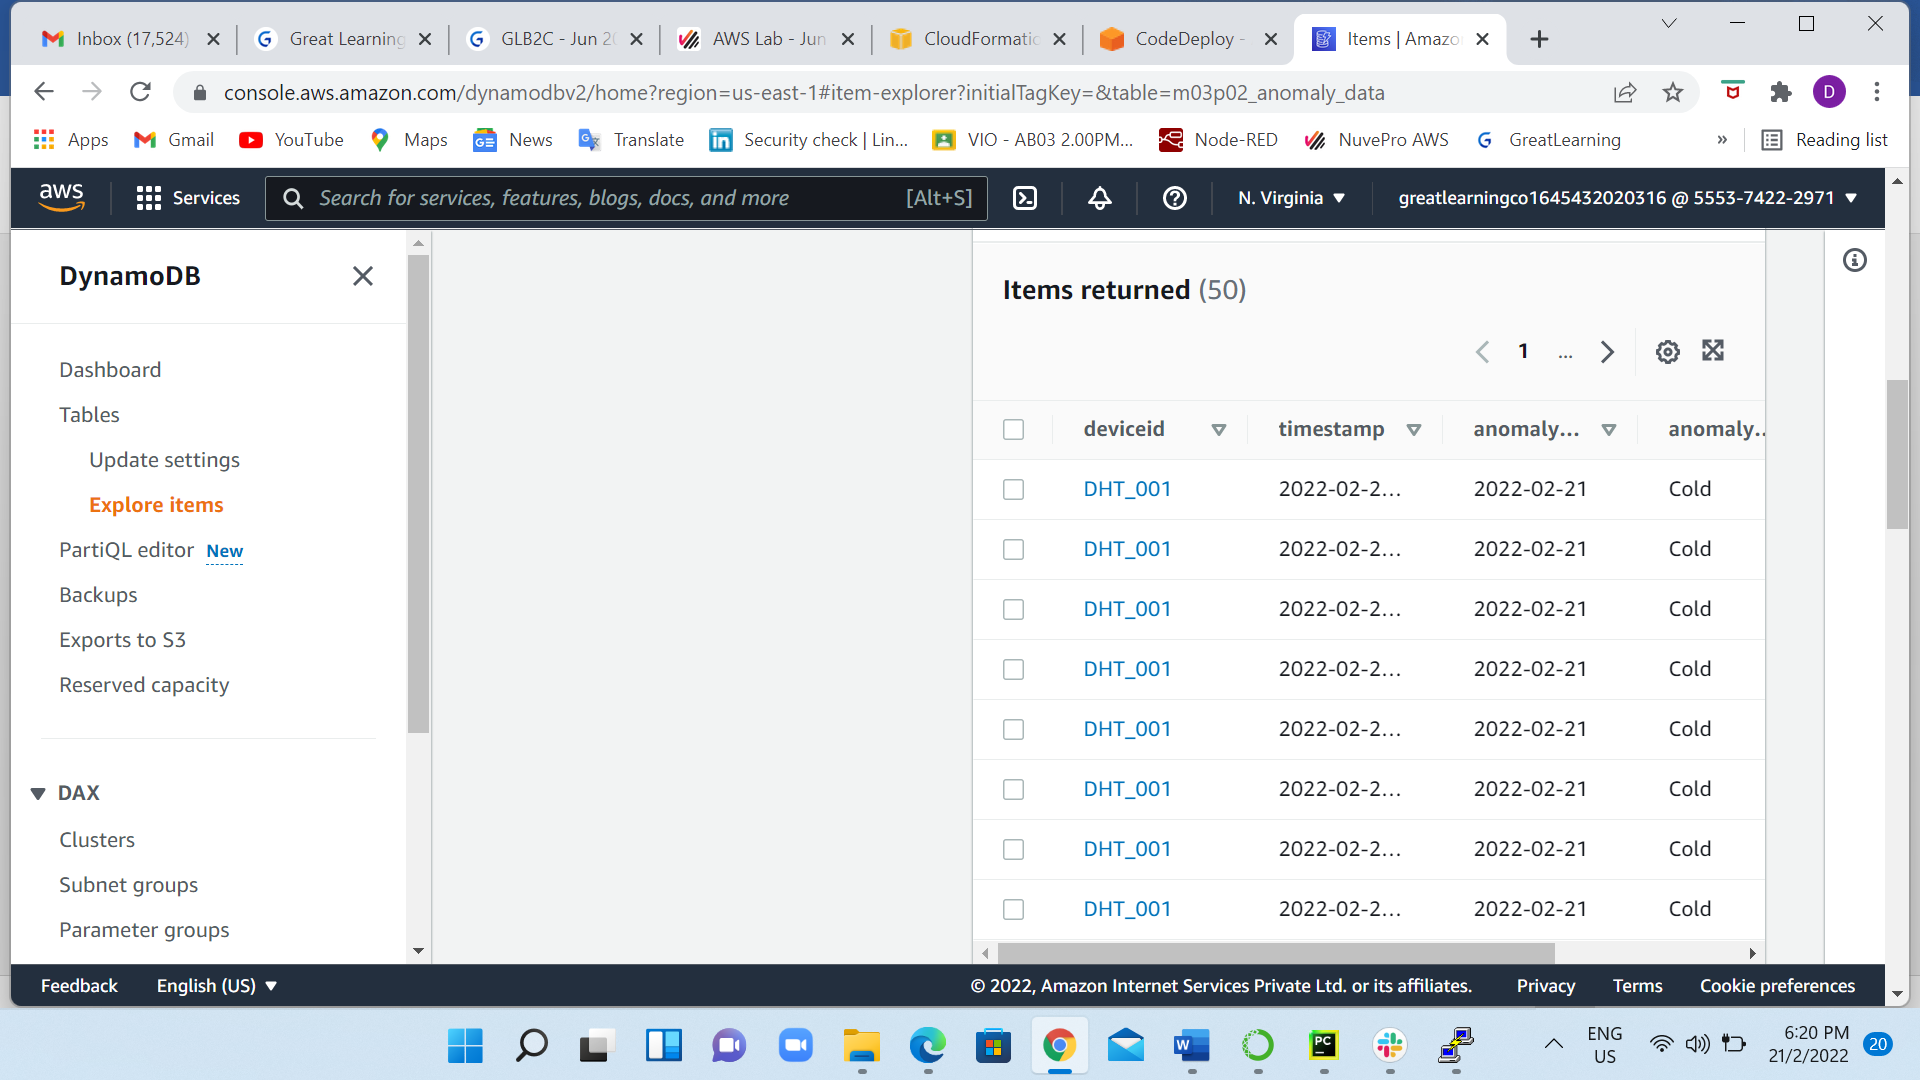 Inbox (17,524)
Great Learning
GLB2C - Jun 20
AWS Lab - Jun
CloudFormatic
CodeDeploy -
Items | Amazo
console.aws.amazon.com/dynamodbv2/home?region=us-east-1#item-explorer?initialTagKey=&table=m03p02_anomaly_data
D
Apps
Gmail
YouTube
Maps
News
Translate
Security check | Lin...
VIO - AB03 2.00PM...
Node-RED
NuvePro AWS
GreatLearning
»
Reading list
aws
Services
Search for services, features, blogs, docs, and more
[Alt+S]
N. Virginia
greatlearningco1645432020316 @ 5553-7422-2971
DynamoDB
Dashboard
Tables
Update settings
Explore items
PartiQL editor New
Backups
Exports to S3
Reserved capacity
DAX
Clusters
Subnet groups
Parameter groups
Items returned (50)
1 ...
deviceid timestamp anomaly... anomaly..
DHT_001 2022-02-2... 2022-02-21 Cold
DHT_001 2022-02-2... 2022-02-21 Cold
DHT_001 2022-02-2... 2022-02-21 Cold
DHT_001 2022-02-2... 2022-02-21 Cold
DHT_001 2022-02-2... 2022-02-21 Cold
DHT_001 2022-02-2... 2022-02-21 Cold
DHT_001 2022-02-2... 2022-02-21 Cold
DHT_001 2022-02-2... 2022-02-21 Cold
Feedback
English (US)
© 2022, Amazon Internet Services Private Ltd. or its affiliates.
Privacy
Terms
Cookie preferences
W
PC
ENG
US
6:20 PM
21/2/2022
20